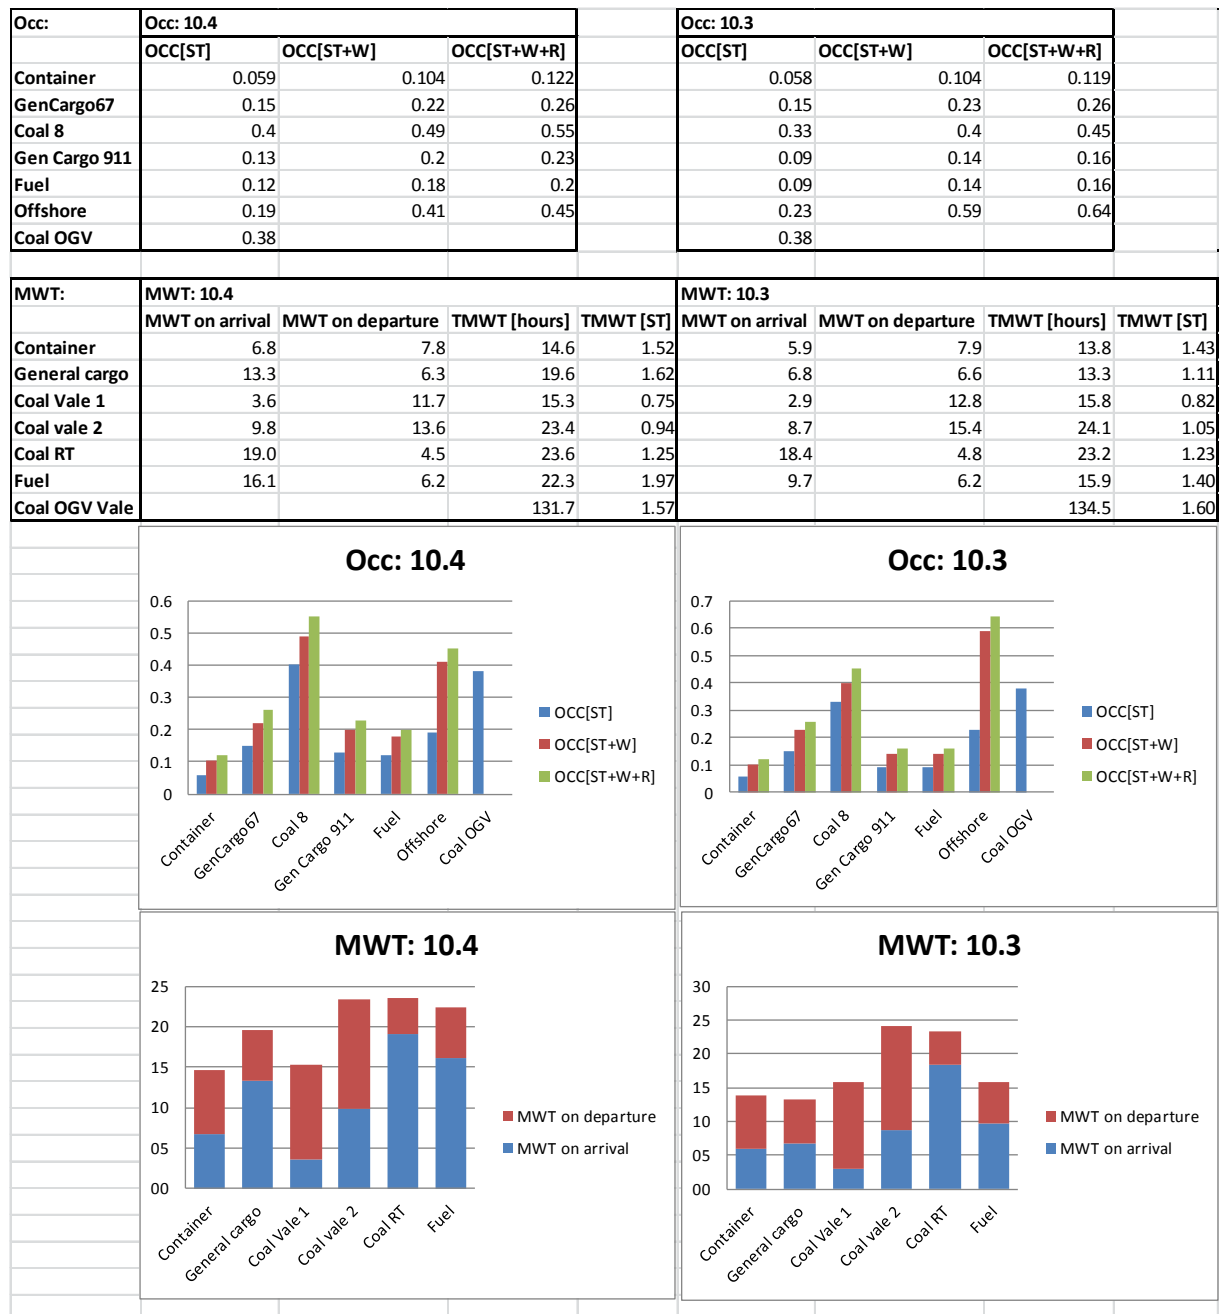 Occ: Occ: 10.4 Occ: 10.3
OCC[ST] OCC[ST+W] OCC[ST+W+R] OCC[ST] OCC[ST+W] OCC[ST+W+R]
Container 0.059 0.104 0.122 0.058 0.104 0.119
GenCargo67 0.15 0.22 0.26 0.15 0.23 0.26
Coal 8 0.4 0.49 0.55 0.33 0.4 0.45
Gen Cargo 911 0.13 0.2 0.23 0.09 0.14 0.16
Fuel 0.12 0.18 0.2 0.09 0.14 0.16
Offshore 0.19 0.41 0.45 0.23 0.59 0.64
Coal OGV 0.38 0.38
MWT: MWT: 10.4 MWT: 10.3
MWT on arrival MWT on departure TMWT [hours] TMWT [ST] MWT on arrival MWT on departure TMWT [hours] TMWT [ST]
Container 6.8 7.8 14.6 1.52 5.9 7.9 13.8 1.43
General cargo 13.3 6.3 19.6 1.62 6.8 6.6 13.3 1.11
Coal Vale 1 3.6 11.7 15.3 0.75 2.9 12.8 15.8 0.82
Coal vale 2 9.8 13.6 23.4 0.94 8.7 15.4 24.1 1.05
Coal RT 19.0 4.5 23.6 1.25 18.4 4.8 23.2 1.23
Fuel 16.1 6.2 22.3 1.97 9.7 6.2 15.9 1.40
Coal OGV Vale 131.7 1.57 134.5 1.60
Occ: 10.4
0.6
0.5
0.4
0.3
0.2
0.1
0
Container GenCargo67 Coal 8 Gen Cargo 911 Fuel Offshore Coal OGV
OCC[ST]
OCC[ST+W]
OCC[ST+W+R]
Occ: 10.3
0.7
0.6
0.5
0.4
0.3
0.2
0.1
0
Container GenCargo67 Coal 8 Gen Cargo 911 Fuel Offshore Coal OGV
OCC[ST]
OCC[ST+W]
OCC[ST+W+R]
MWT: 10.4
25
20
15
10
05
00
Container General cargo Coal Vale 1 Coal vale 2 Coal RT Fuel
MWT on departure
MWT on arrival
MWT: 10.3
30
25
20
15
10
05
00
Container General cargo Coal Vale 1 Coal vale 2 Coal RT Fuel
MWT on departure
MWT on arrival